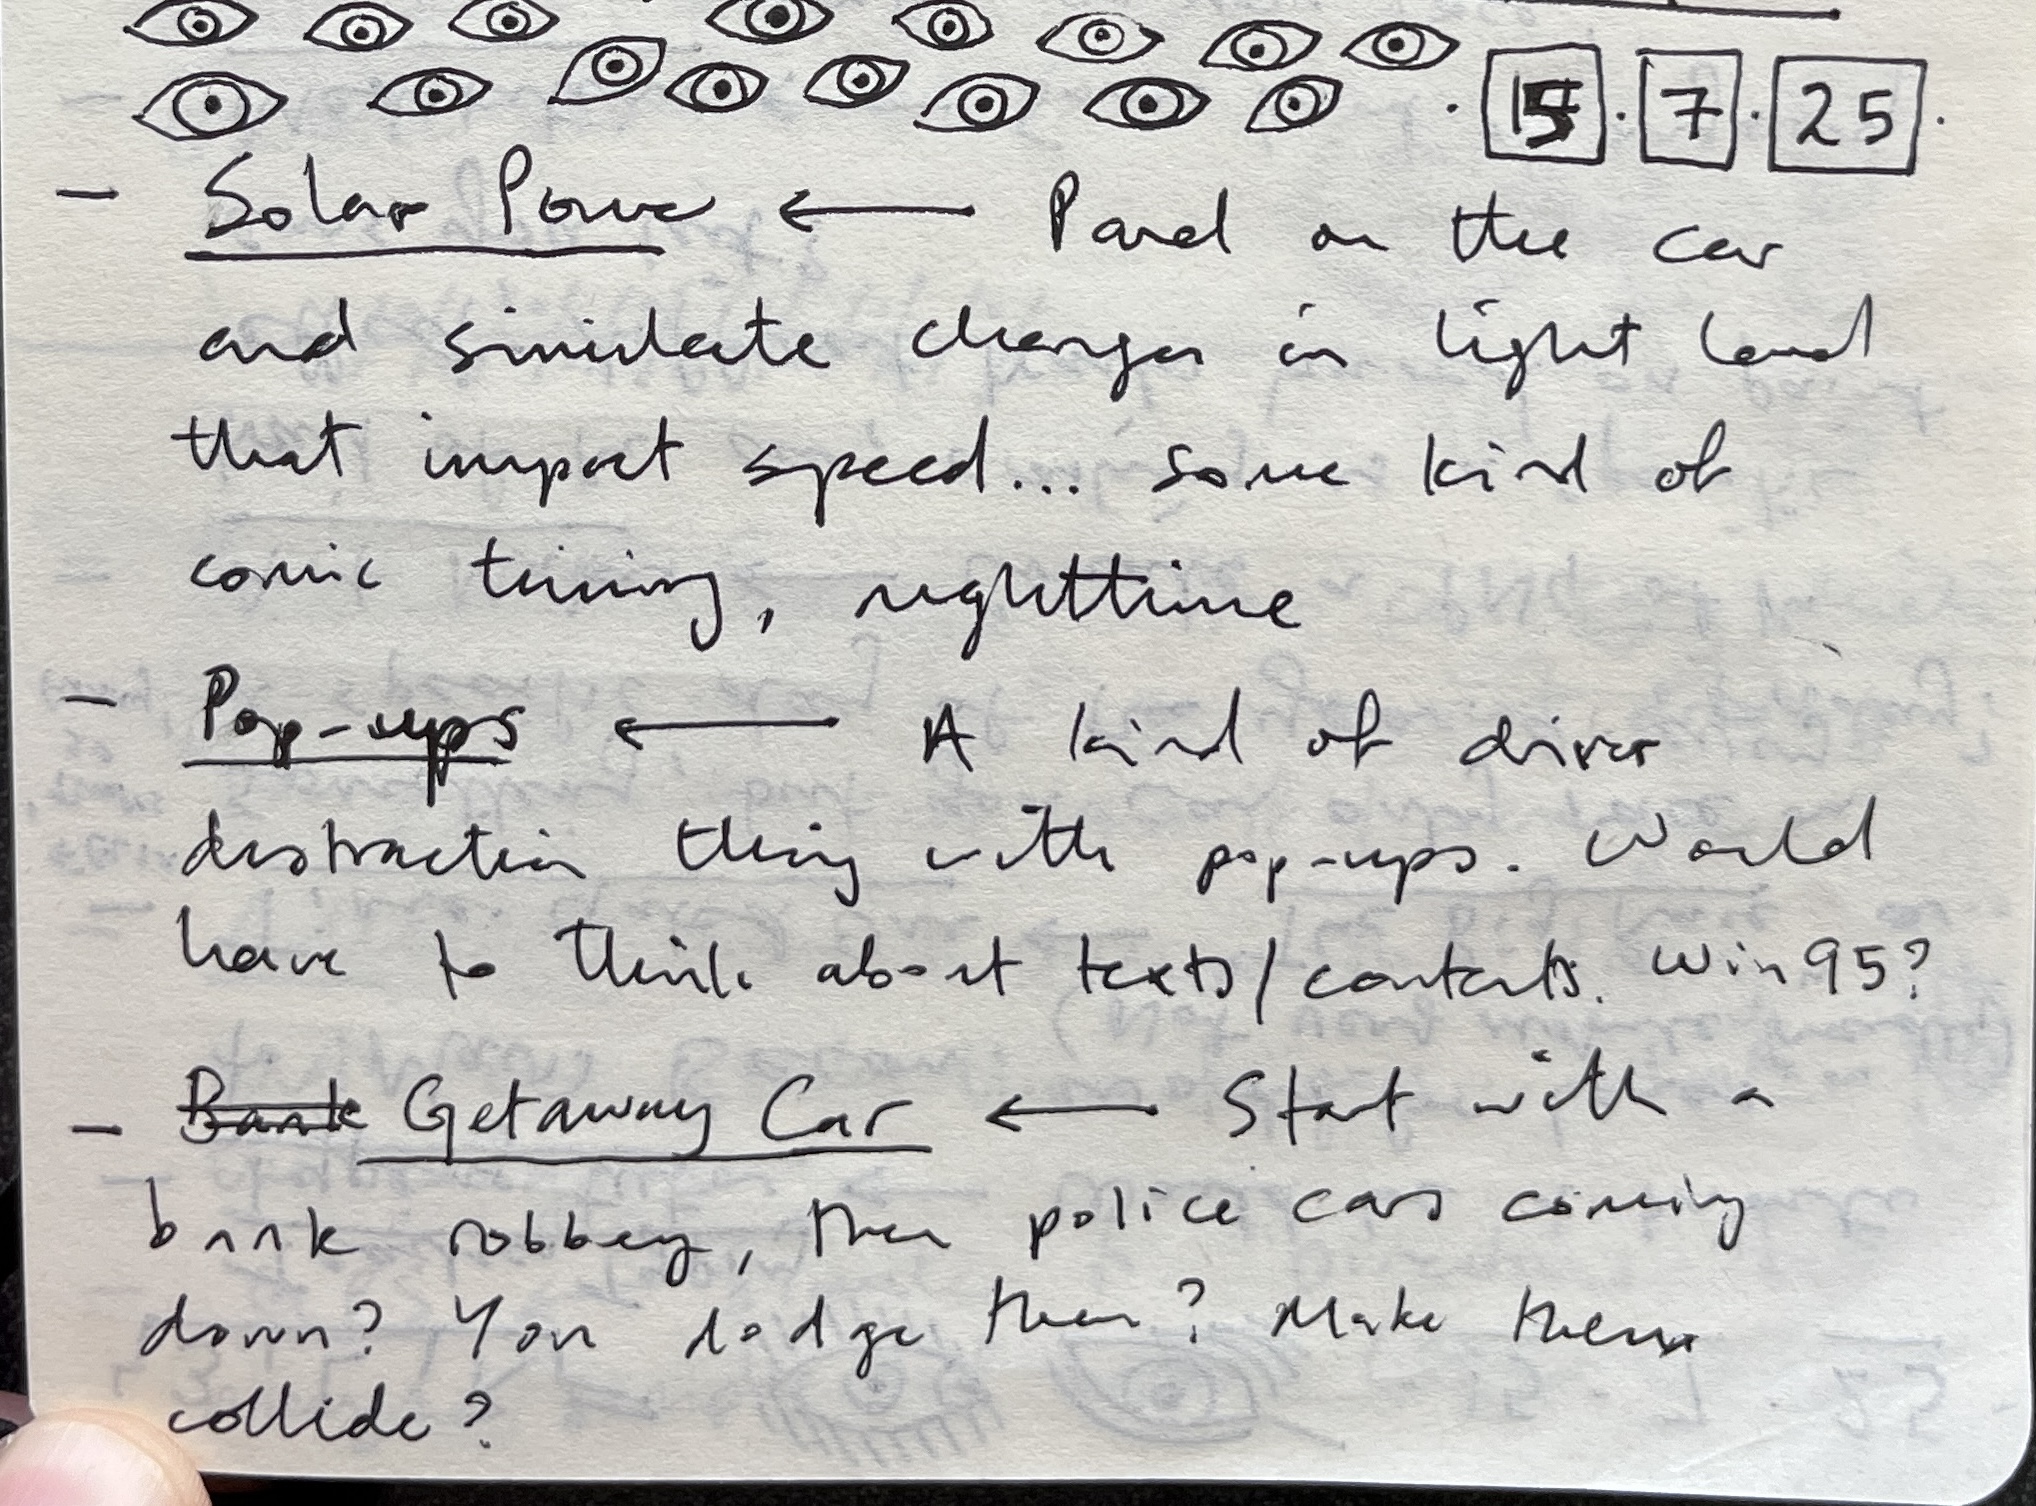 . 15 . 7 . 25 .
- Solar Power ← Panel on the car
and simulate changes in light level
that impact speed... some kind of
comic timing, nighttime
- Pop-ups ← A kind of driver
distraction thing with pop-ups. Would
have to think about texts/contents. Win95?
- Bank Getaway Car ← Start with a
bank robbery, then police cars coming
down? You dodge them? Make them
collide?